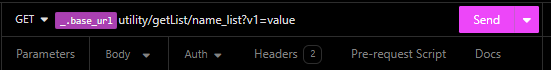 GET _.base_url utility/getList/name_list?v1=value Send
Parameters Body Auth Headers 2 Pre-request Script Docs